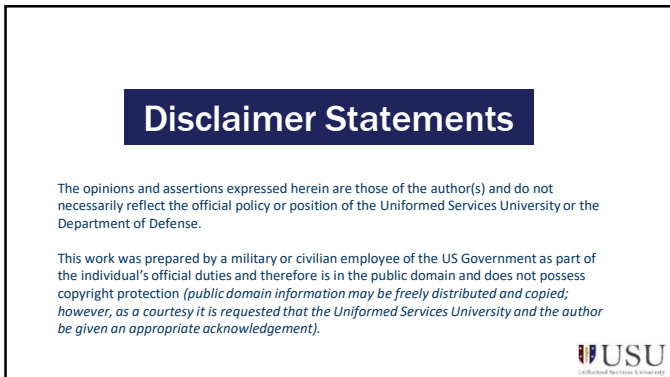 Disclaimer Statements
The opinions and assertions expressed herein are those of the author(s) and do not
necessarily reflect the official policy or position of the Uniformed Services University or the
Department of Defense.
This work was prepared by a military or civilian employee of the US Government as part of
the individual's official duties and therefore is in the public domain and does not possess
copyright protection (public domain information may be freely distributed and copied;
however, as a courtesy it is requested that the Uniformed Services University and the author
be given an appropriate acknowledgement).
USU
Uniformed Services University